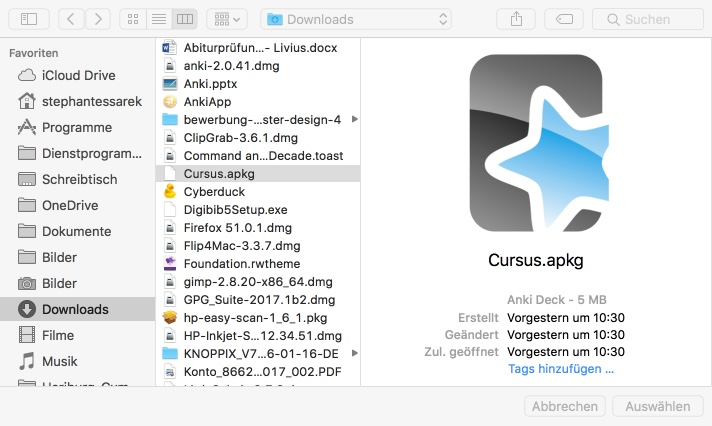 Downloads
Suchen
Favoriten
iCloud Drive
stephantessarek
Programme
Dienstprogram...
Schreibtisch
OneDrive
Dokumente
Bilder
Bilder
Downloads
Filme
Musik
Abiturprüfun... - Livius.docx
anki-2.0.41.dmg
Anki.pptx
AnkiApp
bewerbung-...ster-design-4
ClipGrab-3.6.1.dmg
Command an...Decade.toast
Cursus.apkg
Cyberduck
Digibib5Setup.exe
Firefox 51.0.1.dmg
Flip4Mac-3.3.7.dmg
Foundation.rwtheme
gimp-2.8.20-x86_64.dmg
GPG_Suite-2017.1b2.dmg
hp-easy-scan-1_6_1.pkg
HP-Inkjet-S...12.34.51.dmg
KNOPPIX_V7...6-01-16-DE
Konto_8662...017_002.PDF
Cursus.apkg
Anki Deck - 5 MB
Erstellt Vorgestern um 10:30
Geändert Vorgestern um 10:30
Zul. geöffnet Vorgestern um 10:30
Tags hinzufügen ...
Abbrechen
Auswählen